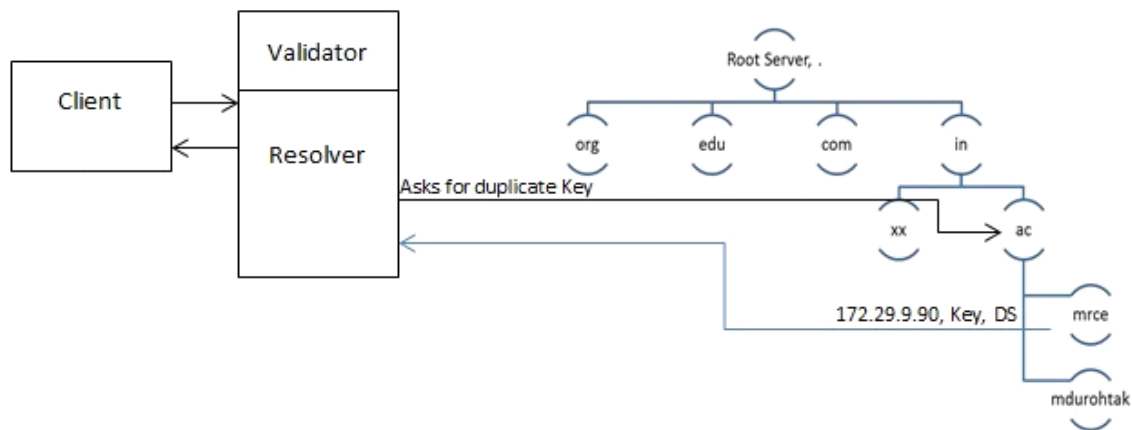 Validator
Root Server, .
Client
org
edu
com
in
Resolver
Asks for duplicate Key
xx
ac
172.29.9.90, Key, DS
mrce
mdurohtak